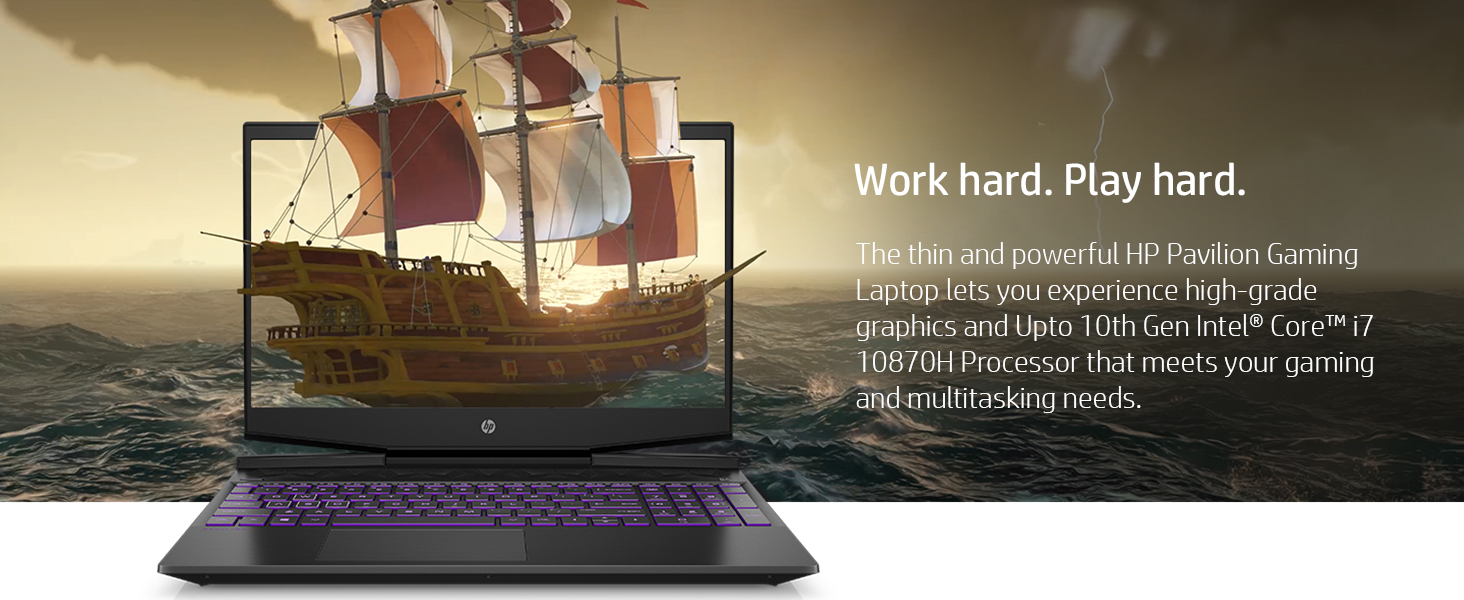 Work hard. Play hard.
The thin and powerful HP Pavilion Gaming
Laptop lets you experience high-grade
graphics and Upto 10th Gen Intel® Core™ i7
10870H Processor that meets your gaming
and multitasking needs.
hp